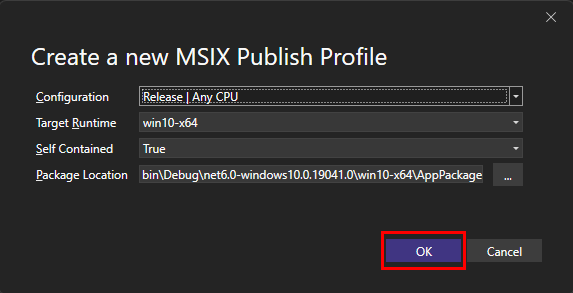 Create a new MSIX Publish Profile
Configuration Release | Any CPU
Target Runtime win10-x64
Self Contained True
Package Location bin\Debug\net6.0-windows10.0.19041.0\win10-x64\AppPackage ...
OK Cancel